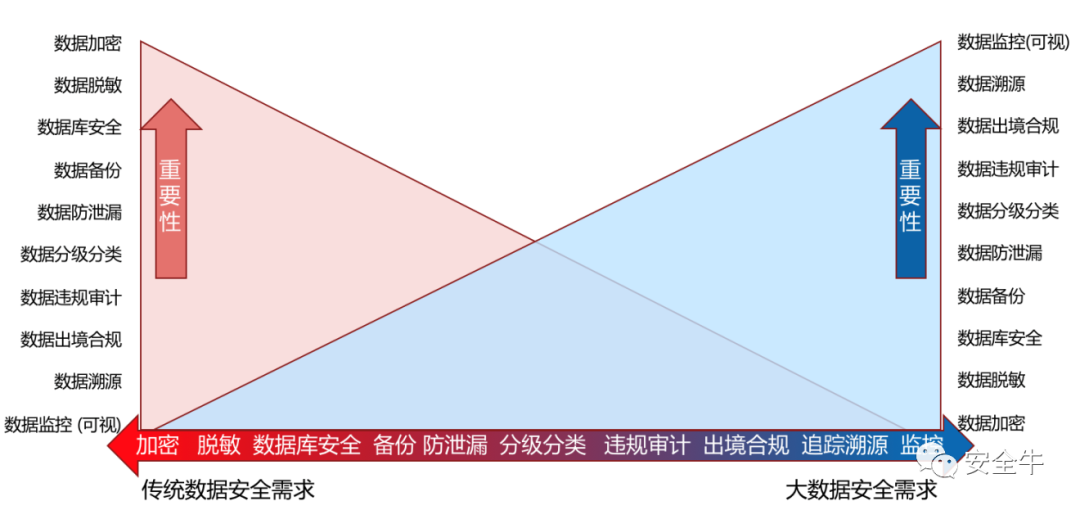 数据加密
数据脱敏
数据库安全
数据备份
数据防泄漏
数据分级分类
数据违规审计
数据出境合规
数据溯源
数据监控 (可视)
重要性
重要性
数据监控(可视)
数据溯源
数据出境合规
数据违规审计
数据分级分类
数据防泄漏
数据备份
数据库安全
数据脱敏
数据加密
加密 脱敏 数据库安全 备份 防泄漏 分级分类 违规审计 出境合规 追踪溯源 监控
传统数据安全需求
大数据安全需求
安全牛